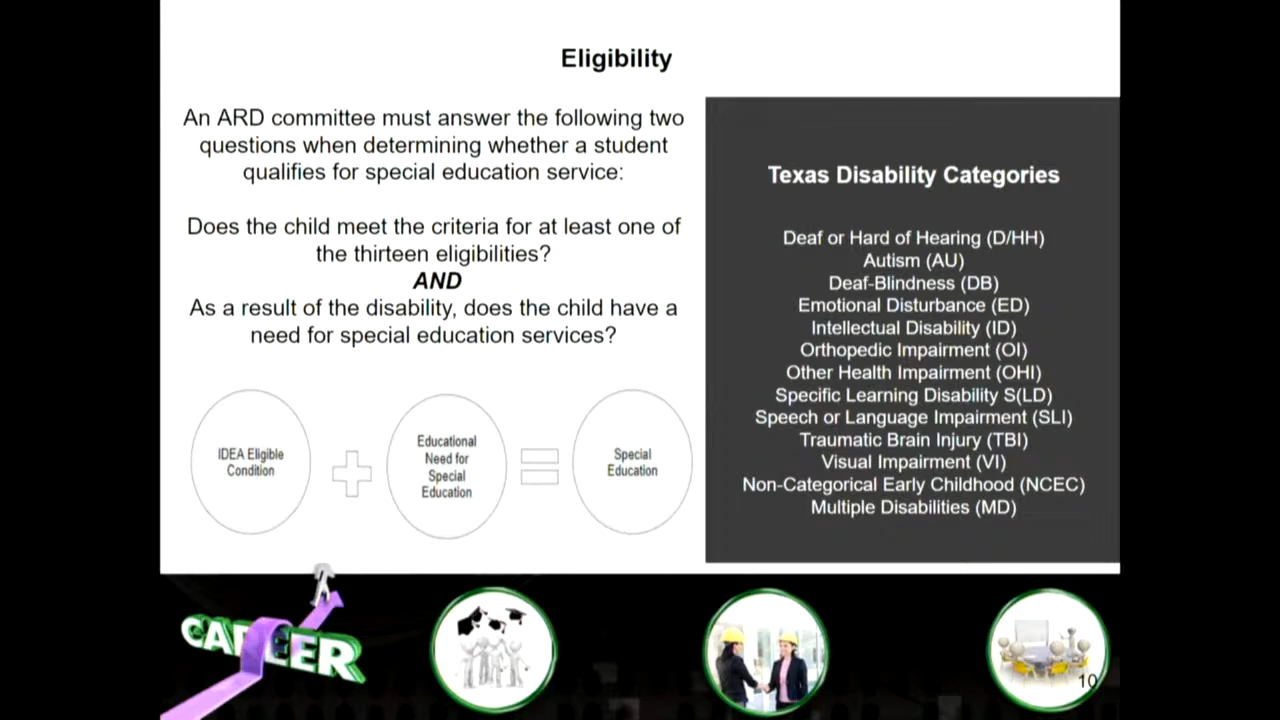 Eligibility
An ARD committee must answer the following two
questions when determining whether a student
qualifies for special education service:
Does the child meet the criteria for at least one of
the thirteen eligibilities?
AND
As a result of the disability, does the child have a
need for special education services?
IDEA Eligible
Condition
Educational
Need for
Special
Education
Special
Education
Texas Disability Categories
Deaf or Hard of Hearing (D/HH)
Autism (AU)
Deaf-Blindness (DB)
Emotional Disturbance (ED)
Intellectual Disability (ID)
Orthopedic Impairment (OI)
Other Health Impairment (OHI)
Specific Learning Disability S(LD)
Speech or Language Impairment (SLI)
Traumatic Brain Injury (TBI)
Visual Impairment (VI)
Non-Categorical Early Childhood (NCEC)
Multiple Disabilities (MD)
CAREER
10